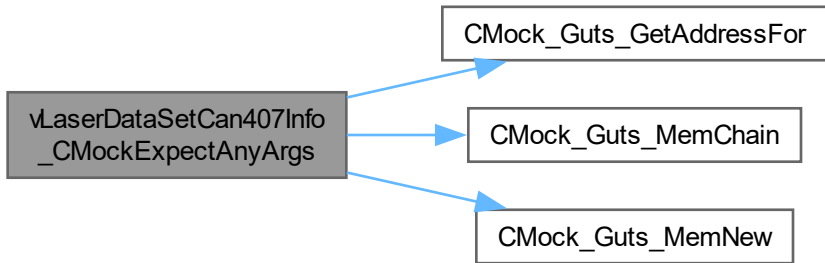 vLaserDataSetCan407Info
_CMockExpectAnyArgs
CMock_Guts_GetAddressFor
CMock_Guts_MemChain
CMock_Guts_MemNew